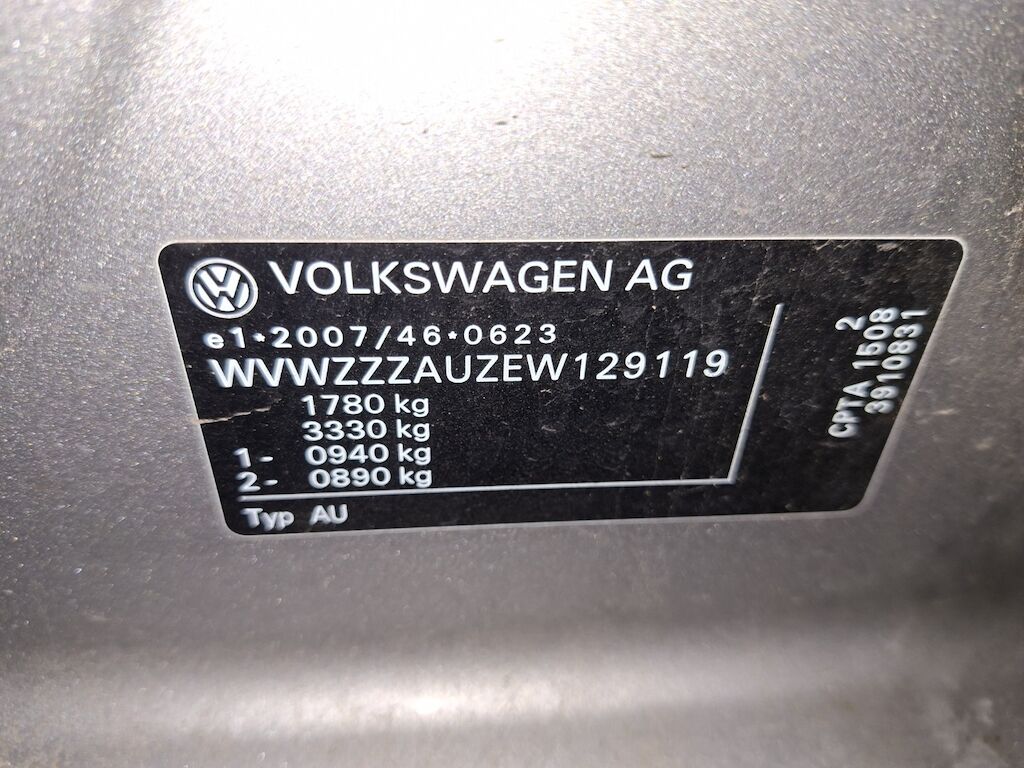 VOLKSWAGEN AG
e1*2007/46*0623
WVWZZZAUZEW129119
1780 kg
3330 kg
1- 0940 kg
2- 0890 kg
Typ AU
2
CPTA 1508
3910831